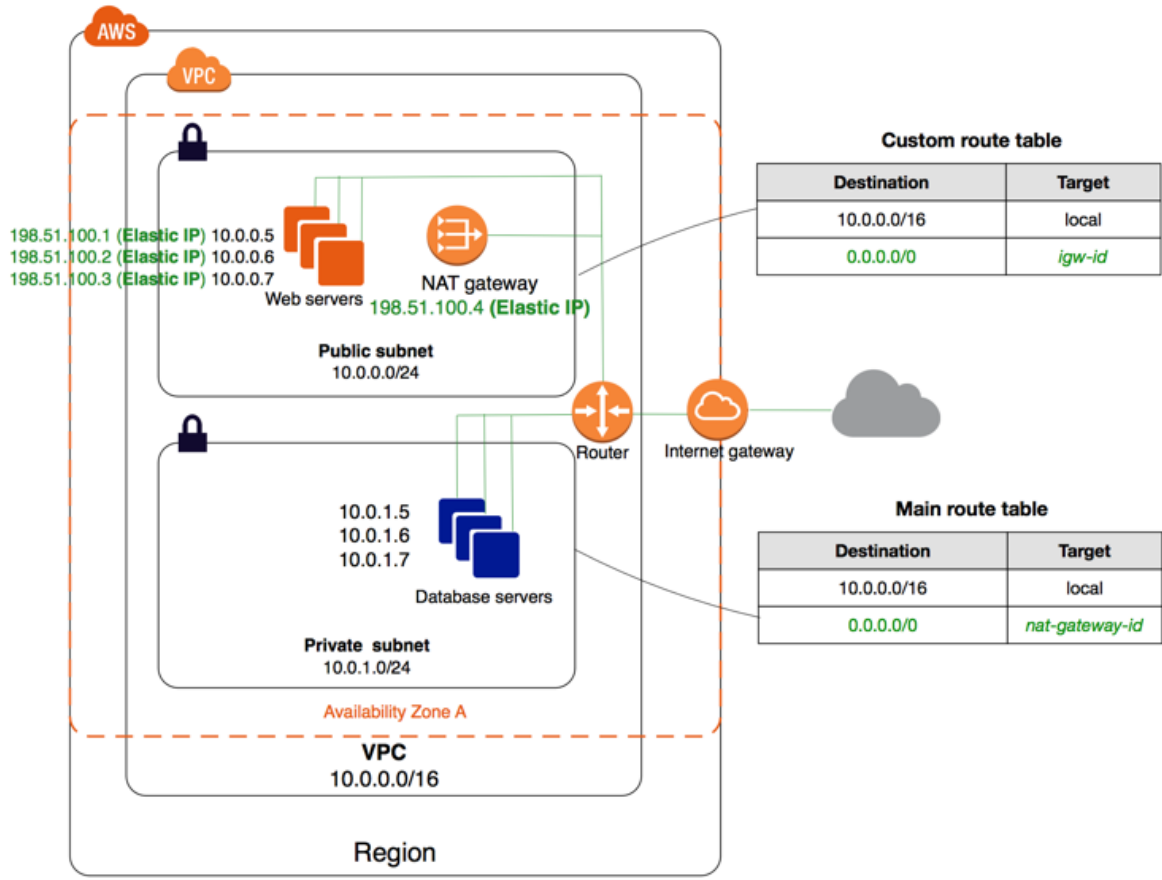 AWS
VPC
198.51.100.1 (Elastic IP) 10.0.0.5
198.51.100.2 (Elastic IP) 10.0.0.6
198.51.100.3 (Elastic IP) 10.0.0.7
Web servers
NAT gateway
198.51.100.4 (Elastic IP)
Public subnet
10.0.0.0/24
Custom route table
Destination Target
10.0.0.0/16 local
0.0.0.0/0 igw-id
Router
Internet gateway
10.0.1.5
10.0.1.6
10.0.1.7
Database servers
Private subnet
10.0.1.0/24
Main route table
Destination Target
10.0.0.0/16 local
0.0.0.0/0 nat-gateway-id
Availability Zone A
VPC
10.0.0.0/16
Region